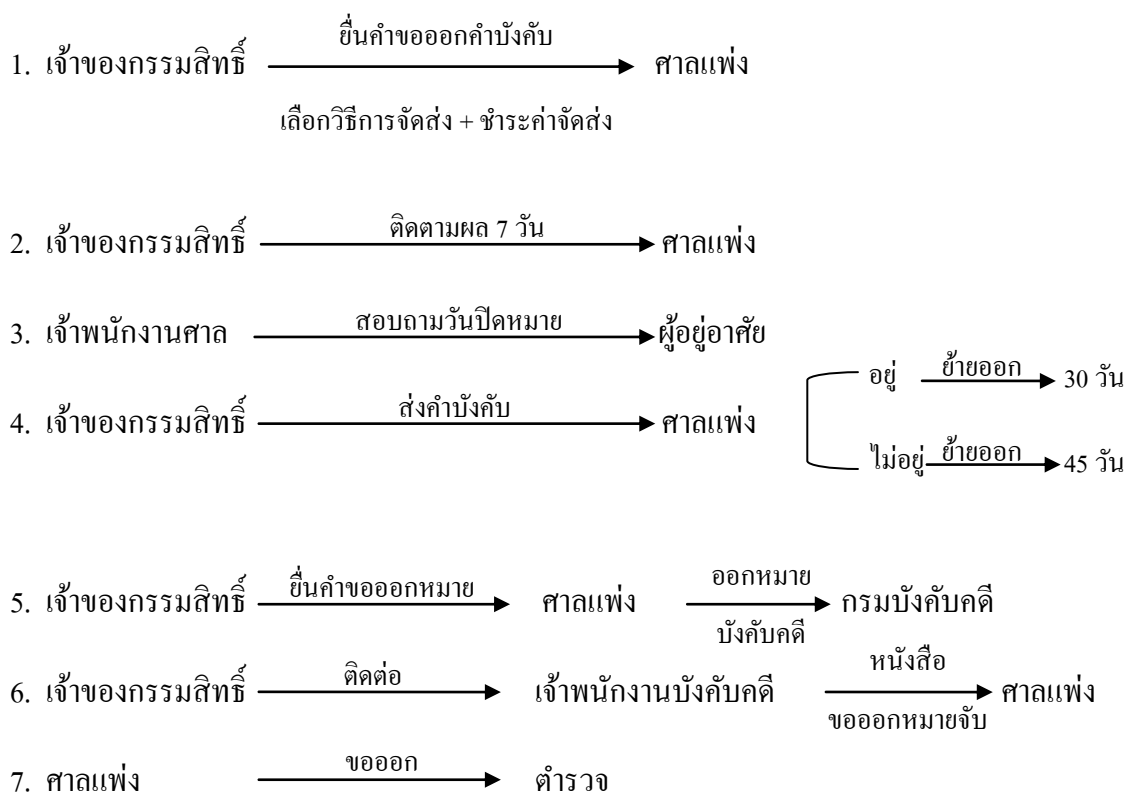 ยื่นคำขอออกคำบังคับ
1. เจ้าของกรรมสิทธิ์ ศาลแพ่ง
เลือกวิธีการจัดส่ง + ชำระค่าจัดส่ง
ติดตามผล 7 วัน
2. เจ้าของกรรมสิทธิ์ ศาลแพ่ง
สอบถามวันปิดหมาย
3. เจ้าพนักงานศาล ผู้อยู่อาศัย
อยู่ ย้ายออก 30 วัน
ส่งคำบังคับ
4. เจ้าของกรรมสิทธิ์ ศาลแพ่ง
ไม่อยู่ ย้ายออก 45 วัน
ยื่นคำขอออกหมาย ออกหมาย
5. เจ้าของกรรมสิทธิ์ ศาลแพ่ง กรมบังคับคดี
บังคับคดี
ติดต่อ หนังสือ
6. เจ้าของกรรมสิทธิ์ เจ้าพนักงานบังคับคดี ศาลแพ่ง
ขอออกหมายจับ
ขอออก
7. ศาลแพ่ง ตำรวจ